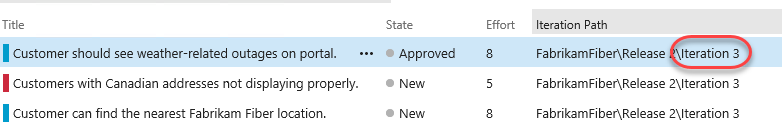 Title State Effort Iteration Path
Customer should see weather-related outages on portal. ••• Approved 8 FabrikamFiber\Release 2\Iteration 3
Customers with Canadian addresses not displaying properly. New 5 FabrikamFiber\Release 2\Iteration 3
Customer can find the nearest Fabrikam Fiber location. New 8 FabrikamFiber\Release 2\Iteration 3